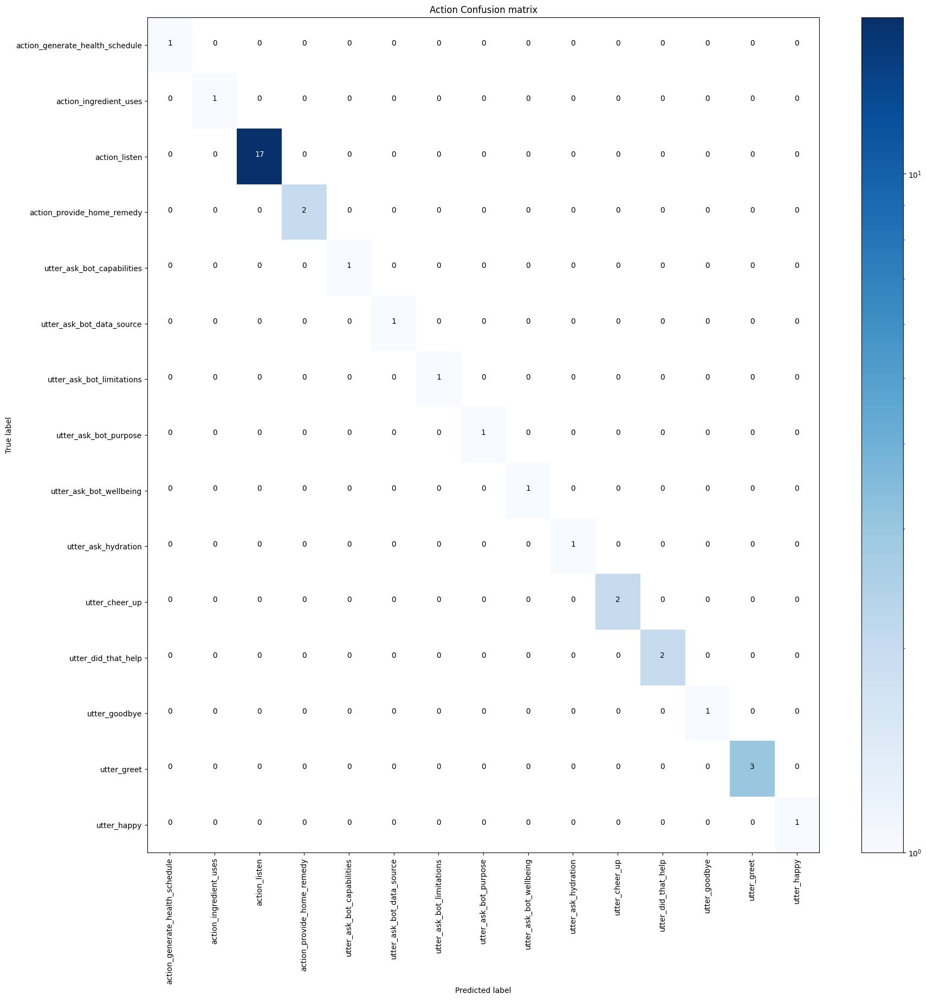 Action Confusion matrix
True label
action_generate_health_schedule 1 0 0 0 0 0 0 0 0 0 0 0 0 0 0
action_ingredient_uses 0 1 0 0 0 0 0 0 0 0 0 0 0 0 0
action_listen 0 0 17 0 0 0 0 0 0 0 0 0 0 0 0
action_provide_home_remedy 0 0 0 2 0 0 0 0 0 0 0 0 0 0 0
utter_ask_bot_capabilities 0 0 0 0 1 0 0 0 0 0 0 0 0 0 0
utter_ask_bot_data_source 0 0 0 0 0 1 0 0 0 0 0 0 0 0 0
utter_ask_bot_limitations 0 0 0 0 0 0 1 0 0 0 0 0 0 0 0
utter_ask_bot_purpose 0 0 0 0 0 0 0 1 0 0 0 0 0 0 0
utter_ask_bot_wellbeing 0 0 0 0 0 0 0 0 1 0 0 0 0 0 0
utter_ask_hydration 0 0 0 0 0 0 0 0 0 1 0 0 0 0 0
utter_cheer_up 0 0 0 0 0 0 0 0 0 0 2 0 0 0 0
utter_did_that_help 0 0 0 0 0 0 0 0 0 0 0 2 0 0 0
utter_goodbye 0 0 0 0 0 0 0 0 0 0 0 0 1 0 0
utter_greet 0 0 0 0 0 0 0 0 0 0 0 0 0 3 0
utter_happy 0 0 0 0 0 0 0 0 0 0 0 0 0 0 1
action_generate_health_schedule
action_ingredient_uses
action_listen
action_provide_home_remedy
utter_ask_bot_capabilities
utter_ask_bot_data_source
utter_ask_bot_limitations
utter_ask_bot_purpose
utter_ask_bot_wellbeing
utter_ask_hydration
utter_cheer_up
utter_did_that_help
utter_goodbye
utter_greet
utter_happy
Predicted label
10¹
10⁰